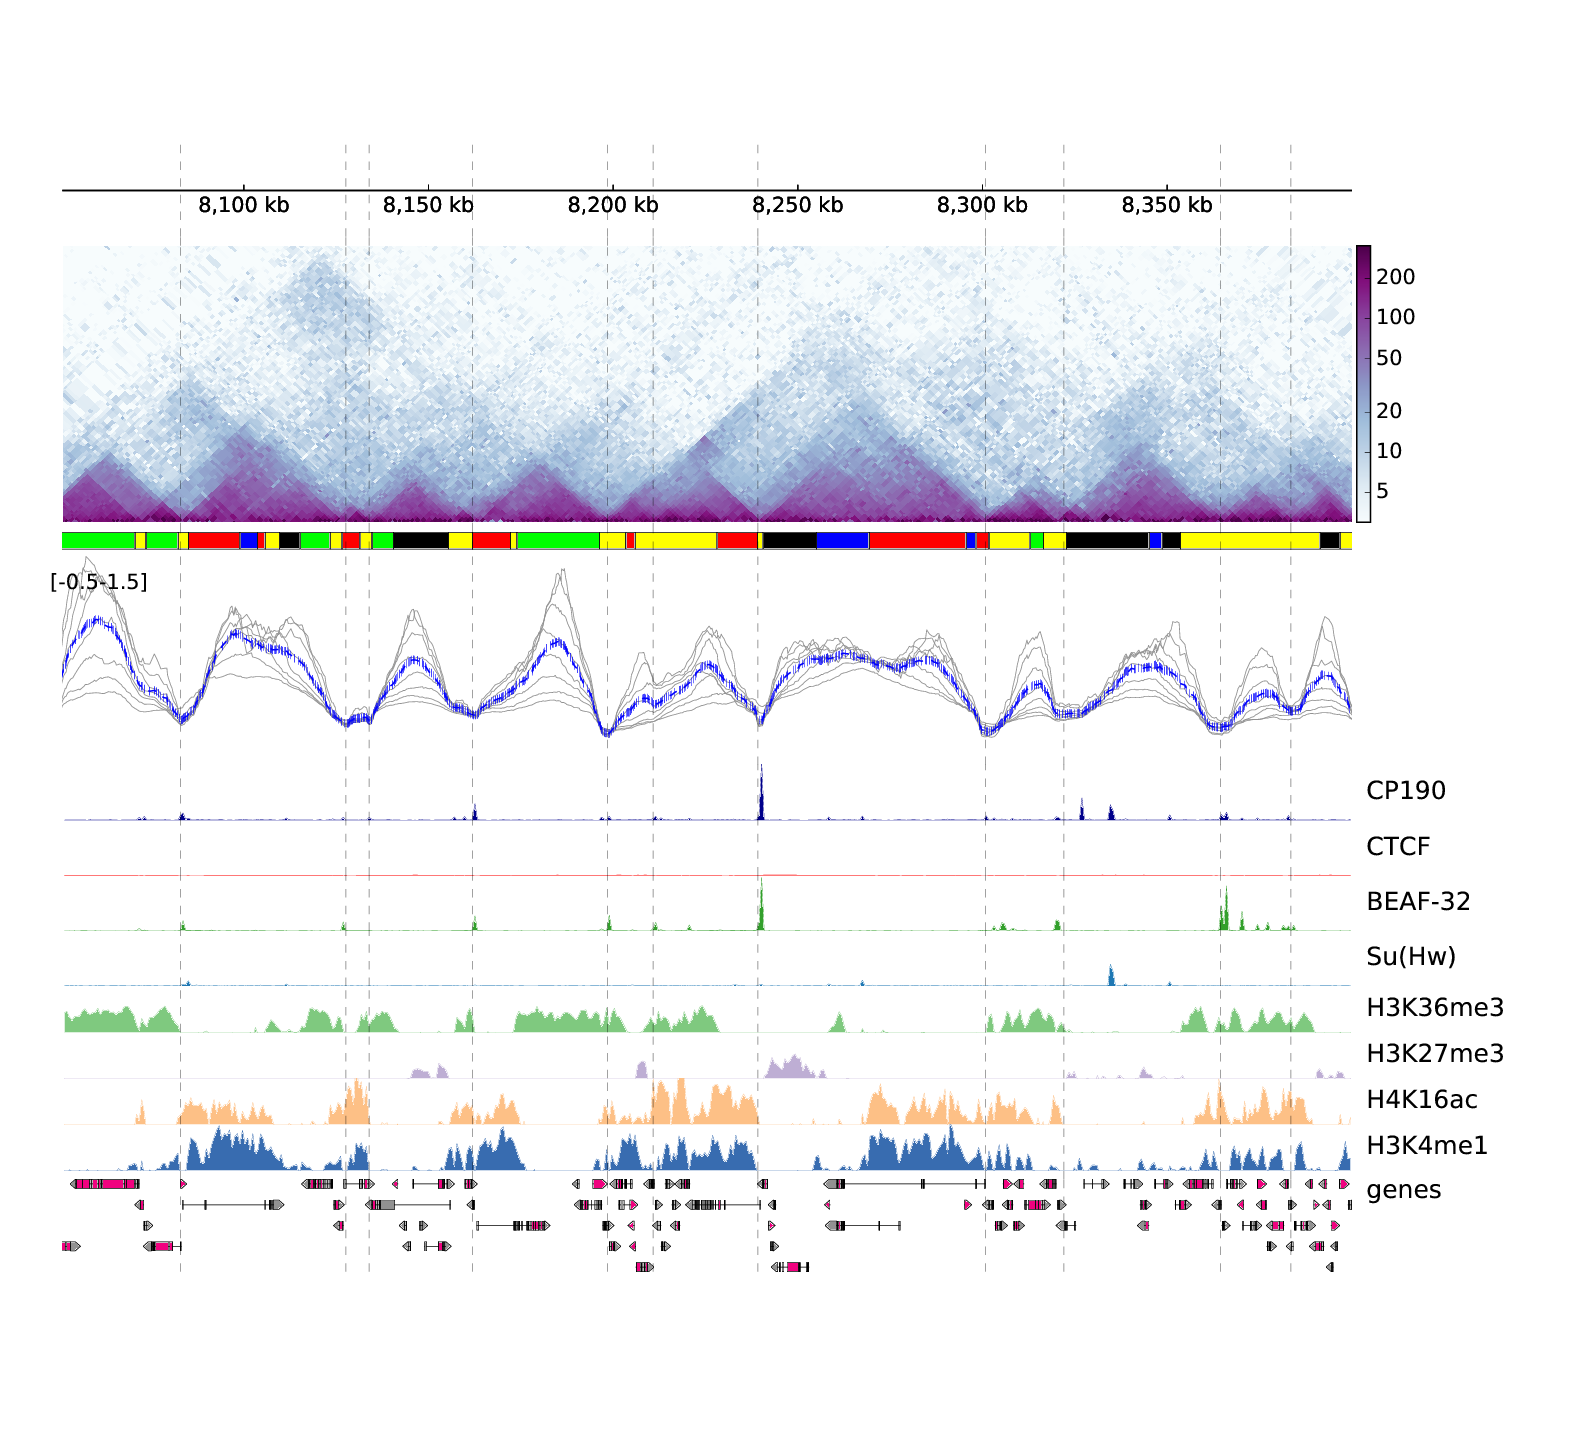 8,100 kb 8,150 kb 8,200 kb 8,250 kb 8,300 kb 8,350 kb
200
100
50
20
10
5
[-0.5-1.5]
CP190
CTCF
BEAF-32
Su(Hw)
H3K36me3
H3K27me3
H4K16ac
H3K4me1
genes